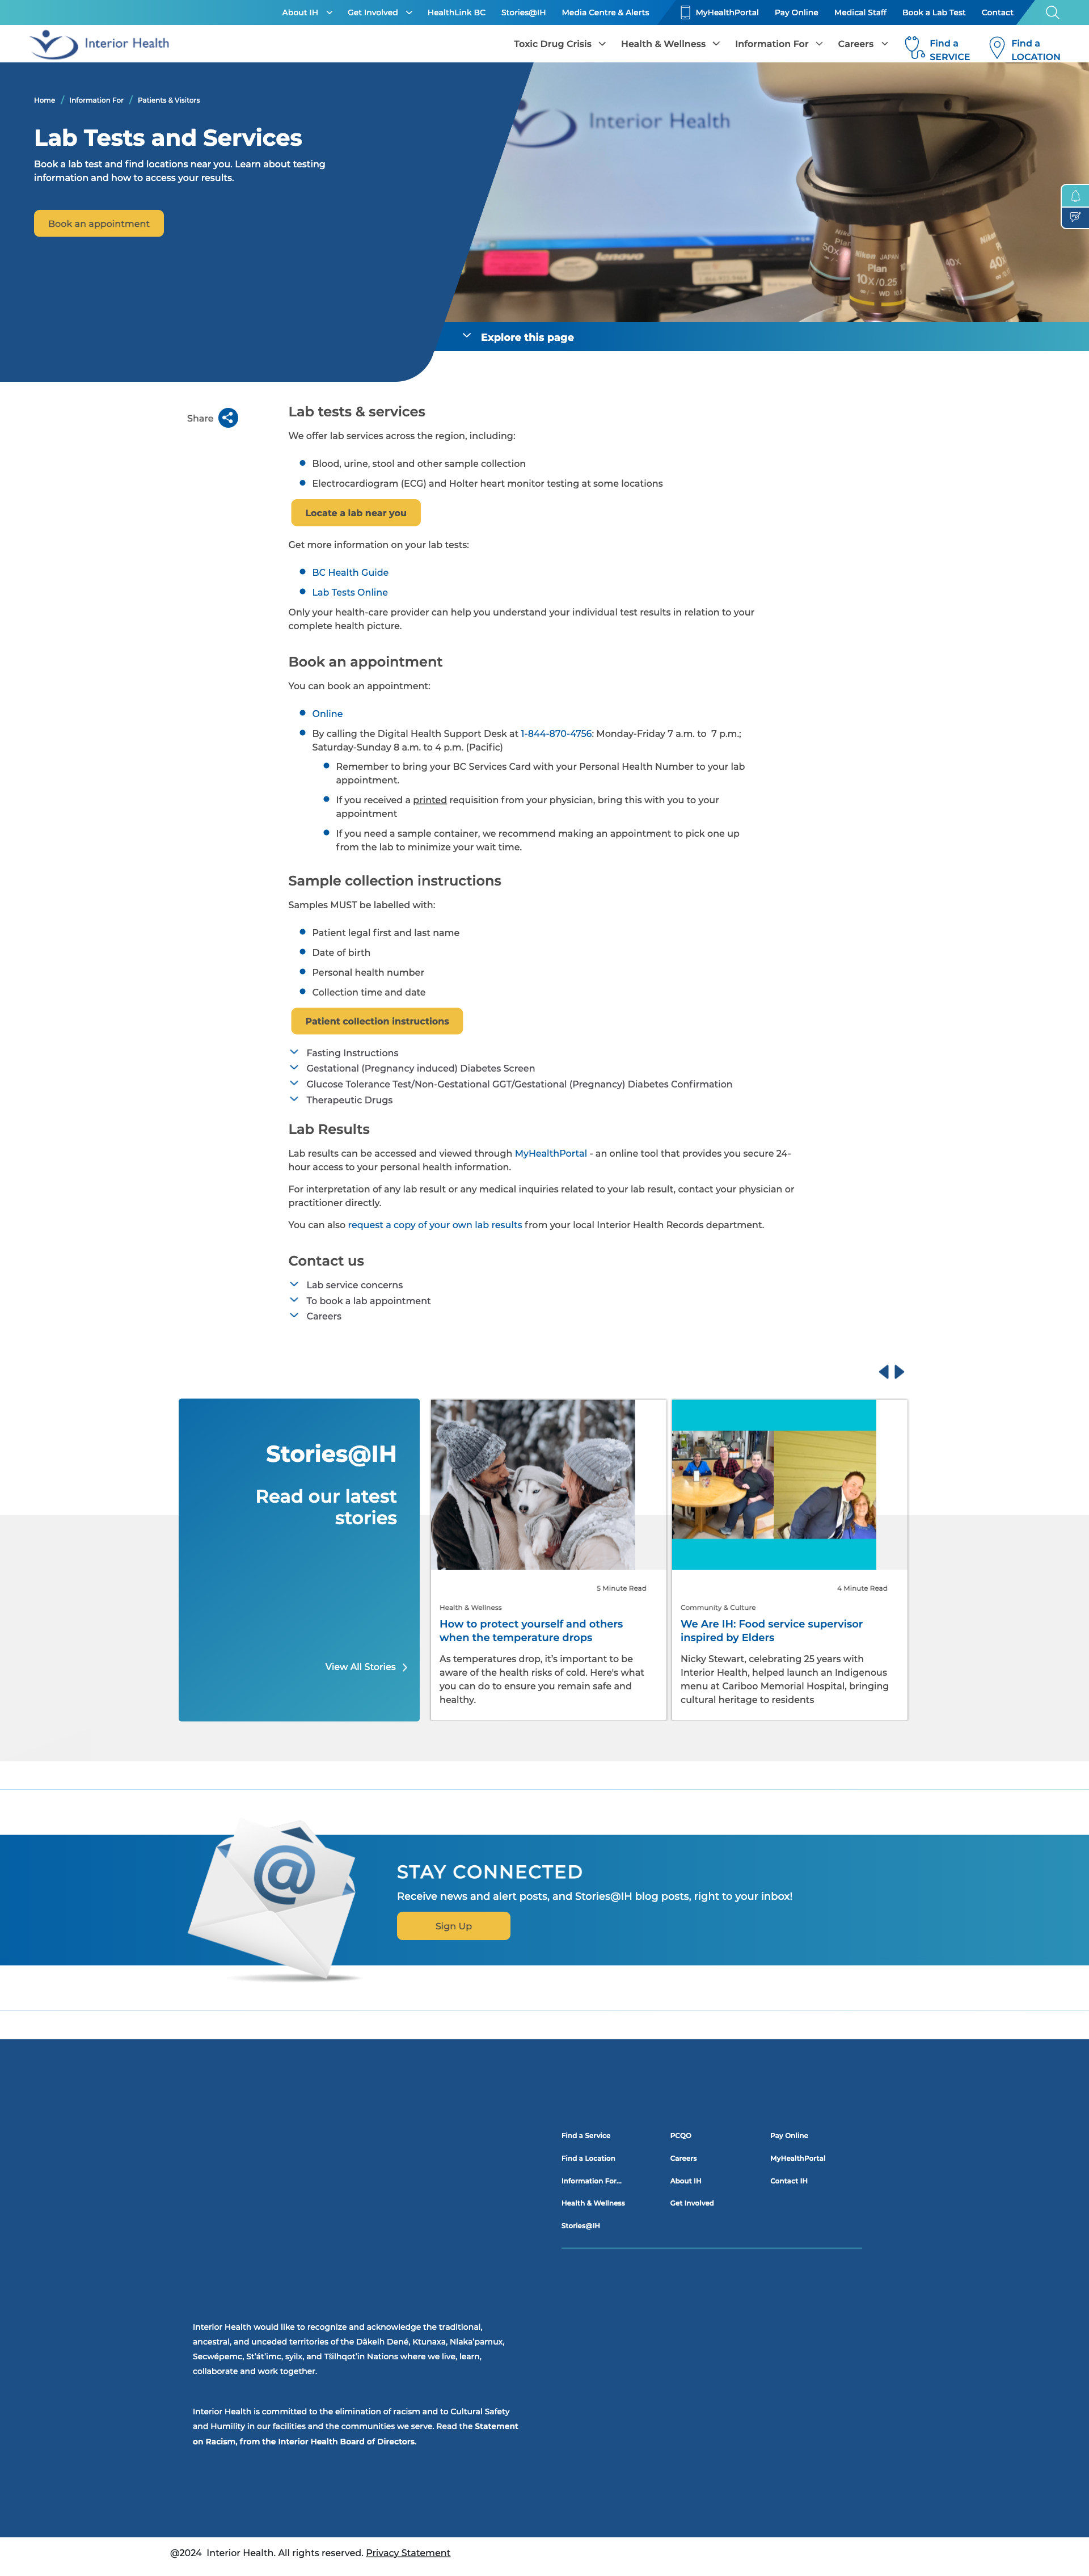 About IH
Get Involved
HealthLink BC
Stories@IH
Media Centre & Alerts
MyHealthPortal
Pay Online
Medical Staff
Book a Lab Test
Contact
Interior Health
Toxic Drug Crisis
Health & Wellness
Information For
Careers
Find a
SERVICE
Find a
LOCATION
Home / Information For / Patients & Visitors
Lab Tests and Services
Book a lab test and find locations near you. Learn about testing
information and how to access your results.
Book an appointment
Interior Health
lenovo
Nikon
Plan
10X/0.25
WD 10.5
40X
Explore this page
Share
Lab tests & services
We offer lab services across the region, including:
Blood, urine, stool and other sample collection
Electrocardiogram (ECG) and Holter heart monitor testing at some locations
Locate a lab near you
Get more information on your lab tests:
BC Health Guide
Lab Tests Online
Only your health-care provider can help you understand your individual test results in relation to your
complete health picture.
Book an appointment
You can book an appointment:
Online
By calling the Digital Health Support Desk at 1-844-870-4756: Monday-Friday 7 a.m. to 7 p.m.;
Saturday-Sunday 8 a.m. to 4 p.m. (Pacific)
Remember to bring your BC Services Card with your Personal Health Number to your lab
appointment.
If you received a printed requisition from your physician, bring this with you to your
appointment
If you need a sample container, we recommend making an appointment to pick one up
from the lab to minimize your wait time.
Sample collection instructions
Samples MUST be labelled with:
Patient legal first and last name
Date of birth
Personal health number
Collection time and date
Patient collection instructions
Fasting Instructions
Gestational (Pregnancy induced) Diabetes Screen
Glucose Tolerance Test/Non-Gestational GGT/Gestational (Pregnancy) Diabetes Confirmation
Therapeutic Drugs
Lab Results
Lab results can be accessed and viewed through MyHealthPortal - an online tool that provides you secure 24-
hour access to your personal health information.
For interpretation of any lab result or any medical inquiries related to your lab result, contact your physician or
practitioner directly.
You can also request a copy of your own lab results from your local Interior Health Records department.
Contact us
Lab service concerns
To book a lab appointment
Careers
Stories@IH
Read our latest
stories
View All Stories
5 Minute Read
Health & Wellness
How to protect yourself and others
when the temperature drops
As temperatures drop, it's important to be
aware of the health risks of cold. Here's what
you can do to ensure you remain safe and
healthy.
4 Minute Read
Community & Culture
We Are IH: Food service supervisor
inspired by Elders
Nicky Stewart, celebrating 25 years with
Interior Health, helped launch an Indigenous
menu at Cariboo Memorial Hospital, bringing
cultural heritage to residents
@
STAY CONNECTED
Receive news and alert posts, and Stories@IH blog posts, right to your inbox!
Sign Up
Find a Service
Find a Location
Information For...
Health & Wellness
Stories@IH
PCQO
Careers
About IH
Get Involved
Pay Online
MyHealthPortal
Contact IH
Interior Health would like to recognize and acknowledge the traditional,
ancestral, and unceded territories of the Dãkelh Dené, Ktunaxa, Nlaka'pamux,
Secwépemc, St'át'imc, syilx, and Tŝilhqot'in Nations where we live, learn,
collaborate and work together.
Interior Health is committed to the elimination of racism and to Cultural Safety
and Humility in our facilities and the communities we serve. Read the Statement
on Racism, from the Interior Health Board of Directors.
@2024 Interior Health. All rights reserved. Privacy Statement